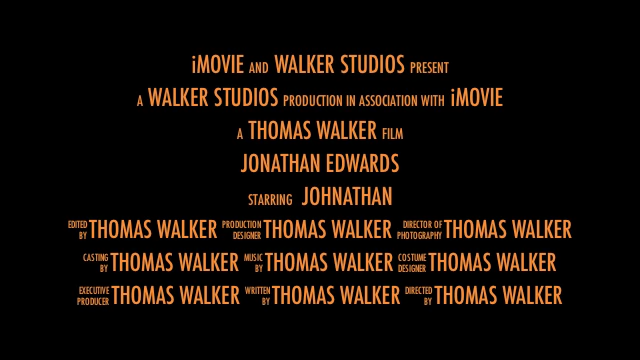 iMOVIE AND WALKER STUDIOS PRESENT
A WALKER STUDIOS PRODUCTION IN ASSOCIATION WITH iMOVIE
A THOMAS WALKER FILM
JONATHAN EDWARDS
STARRING JOHNATHAN
EDITED BY THOMAS WALKER PRODUCTION DESIGNER THOMAS WALKER DIRECTOR OF PHOTOGRAPHY THOMAS WALKER
CASTING BY THOMAS WALKER MUSIC BY THOMAS WALKER COSTUME DESIGNER THOMAS WALKER
EXECUTIVE PRODUCER THOMAS WALKER WRITTEN BY THOMAS WALKER DIRECTED BY THOMAS WALKER